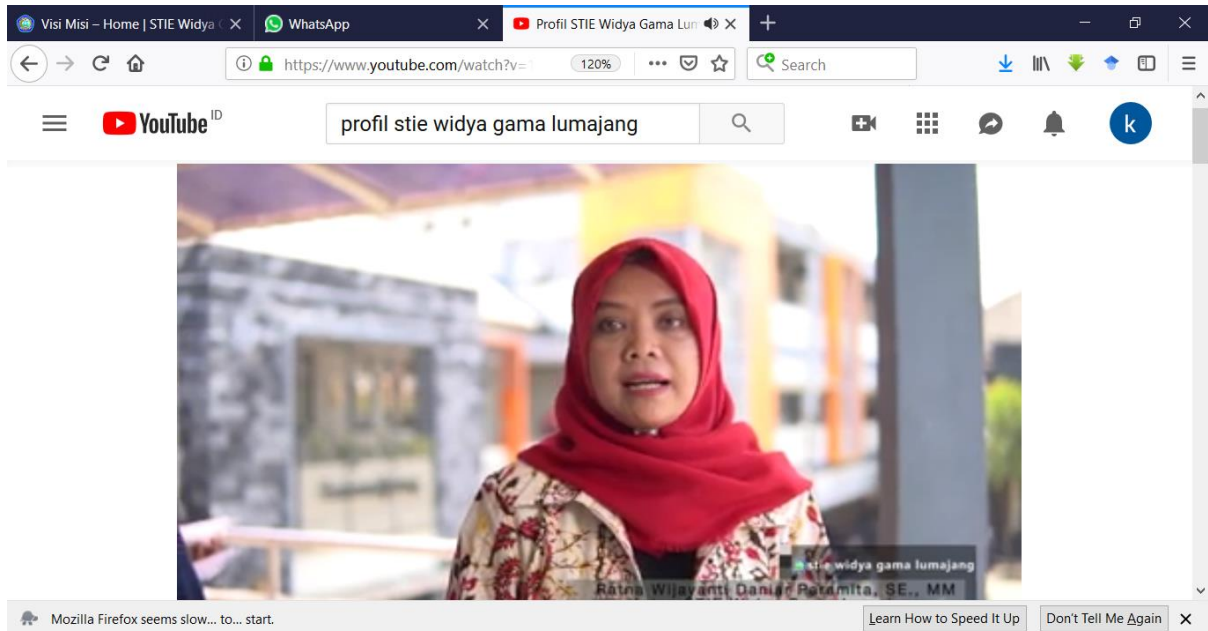 Visi Misi – Home | STIE Widya G
WhatsApp
Profil STIE Widya Gama Lum
https://www.youtube.com/watch?v=1
120%
Search
YouTube ID
profil stie widya gama lumajang
k
stie widya gama lumajang
Ratna Wijayanti Daniar Paramita, SE., MM
Mozilla Firefox seems slow... to... start.
Learn How to Speed It Up
Don't Tell Me Again